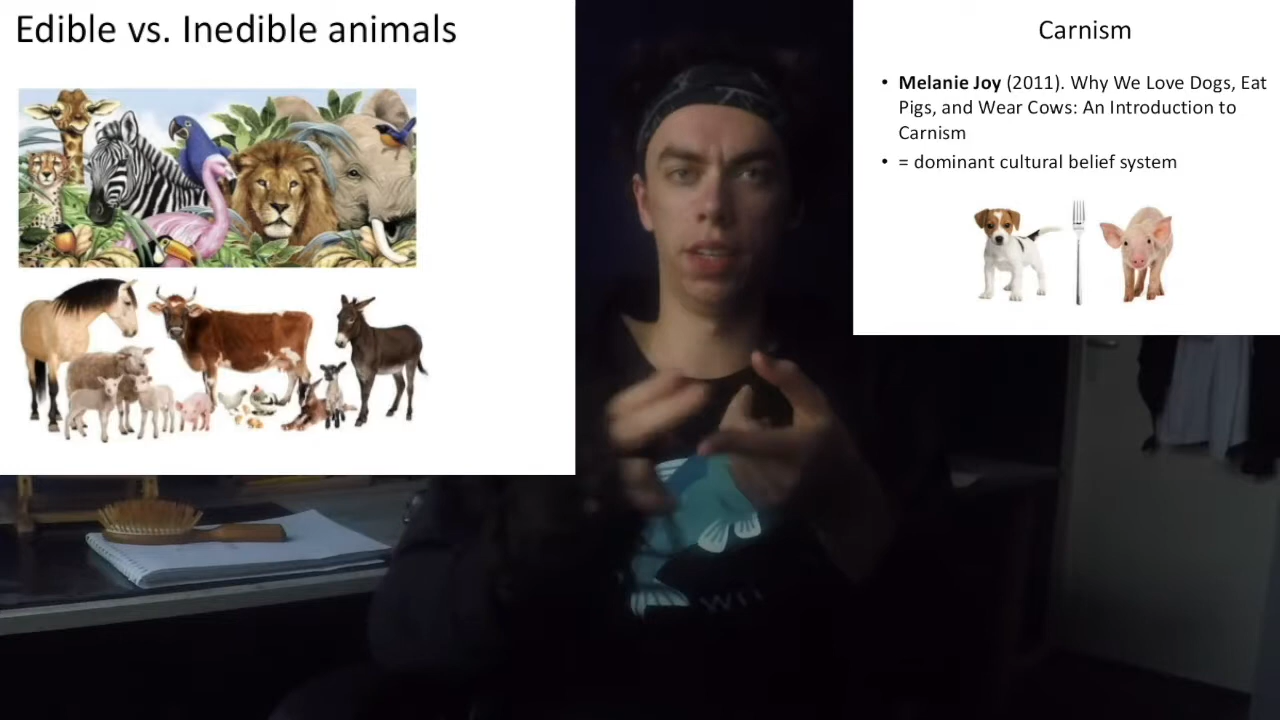 Edible vs. Inedible animals
Carnism
• Melanie Joy (2011). Why We Love Dogs, Eat
Pigs, and Wear Cows: An Introduction to
Carnism
• = dominant cultural belief system